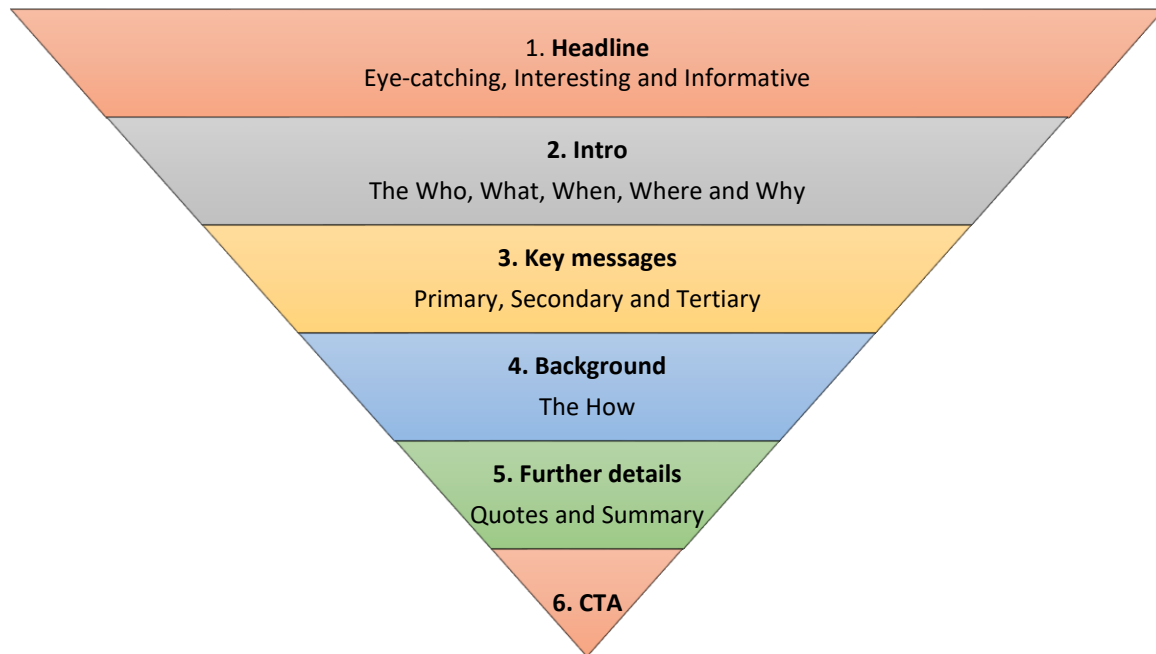 1. Headline
Eye-catching, Interesting and Informative
2. Intro
The Who, What, When, Where and Why
3. Key messages
Primary, Secondary and Tertiary
4. Background
The How
5. Further details
Quotes and Summary
6. CTA